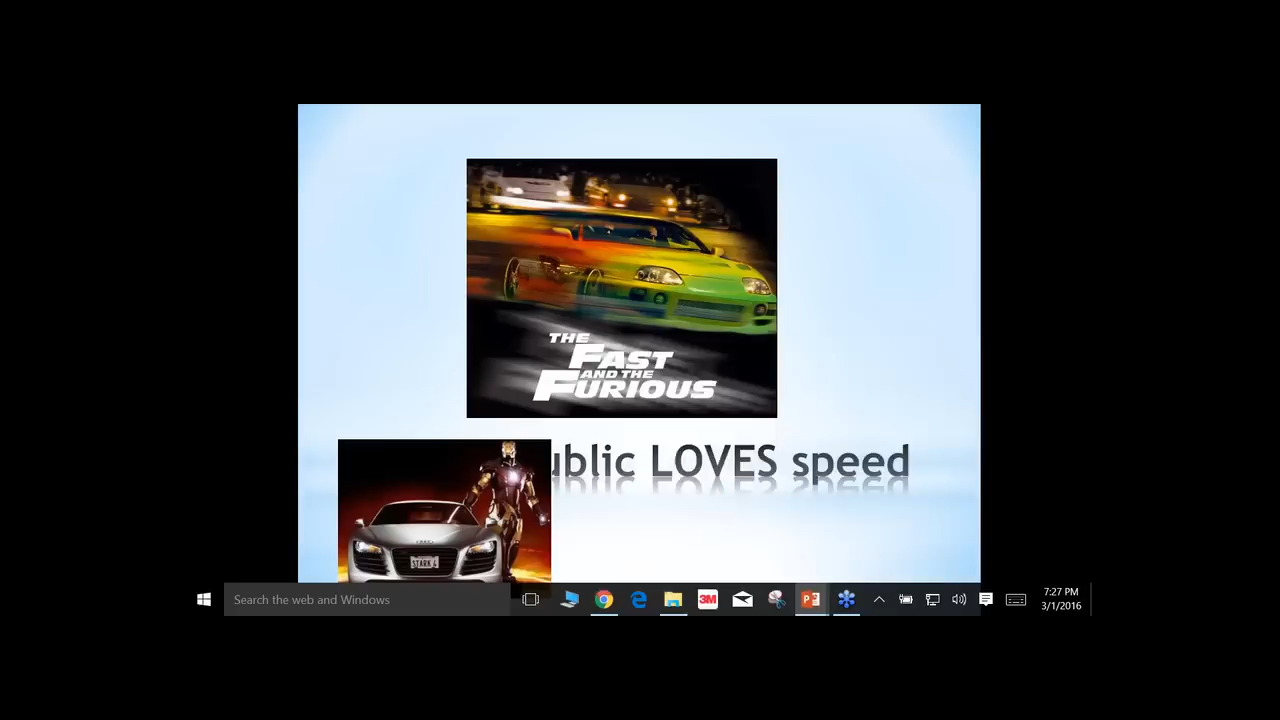 THE
FAST
AND THE
FURIOUS
ublic LOVES speed
STARK 4
Search the web and Windows
3M
7:27 PM
3/1/2016